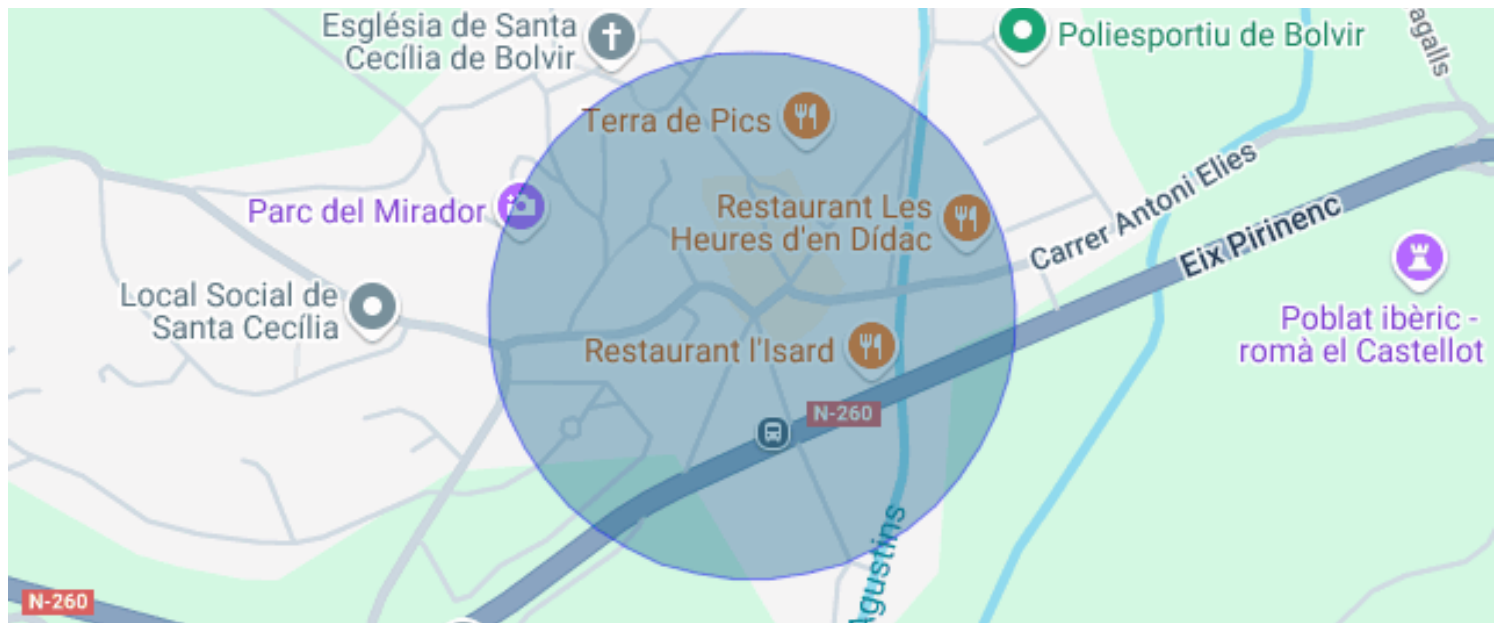 Església de Santa
Cecília de Bolvir
Poliesportiu de Bolvir
agalls
Terra de Pics
Parc del Mirador
Restaurant Les
Heures d'en Dídac
Carrer Antoni Elies
Eix Pirinenc
Local Social de
Santa Cecília
Restaurant l'Isard
Poblat ibèric -
romà el Castellot
N-260
Agustins
N-260